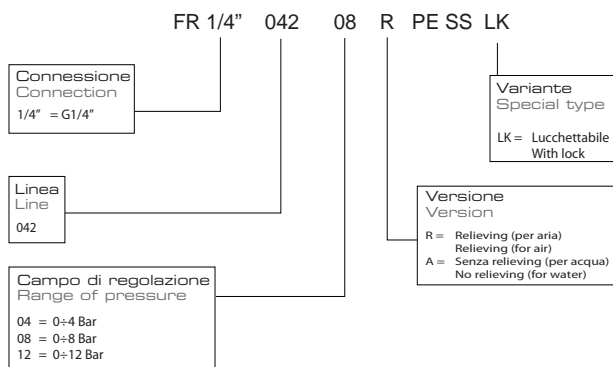 FR 1/4” 042 08 R PE SS LK
Connessione
Connection
1/4” = G1/4”
Variante
Special type
LK = Lucchettabile
With lock
Linea
Line
042
Versione
Version
R = Relieving (per aria)
Relieving (for air)
A = Senza relieving (per acqua)
No relieving (for water)
Campo di regolazione
Range of pressure
04 = 0÷4 Bar
08 = 0÷8 Bar
12 = 0÷12 Bar